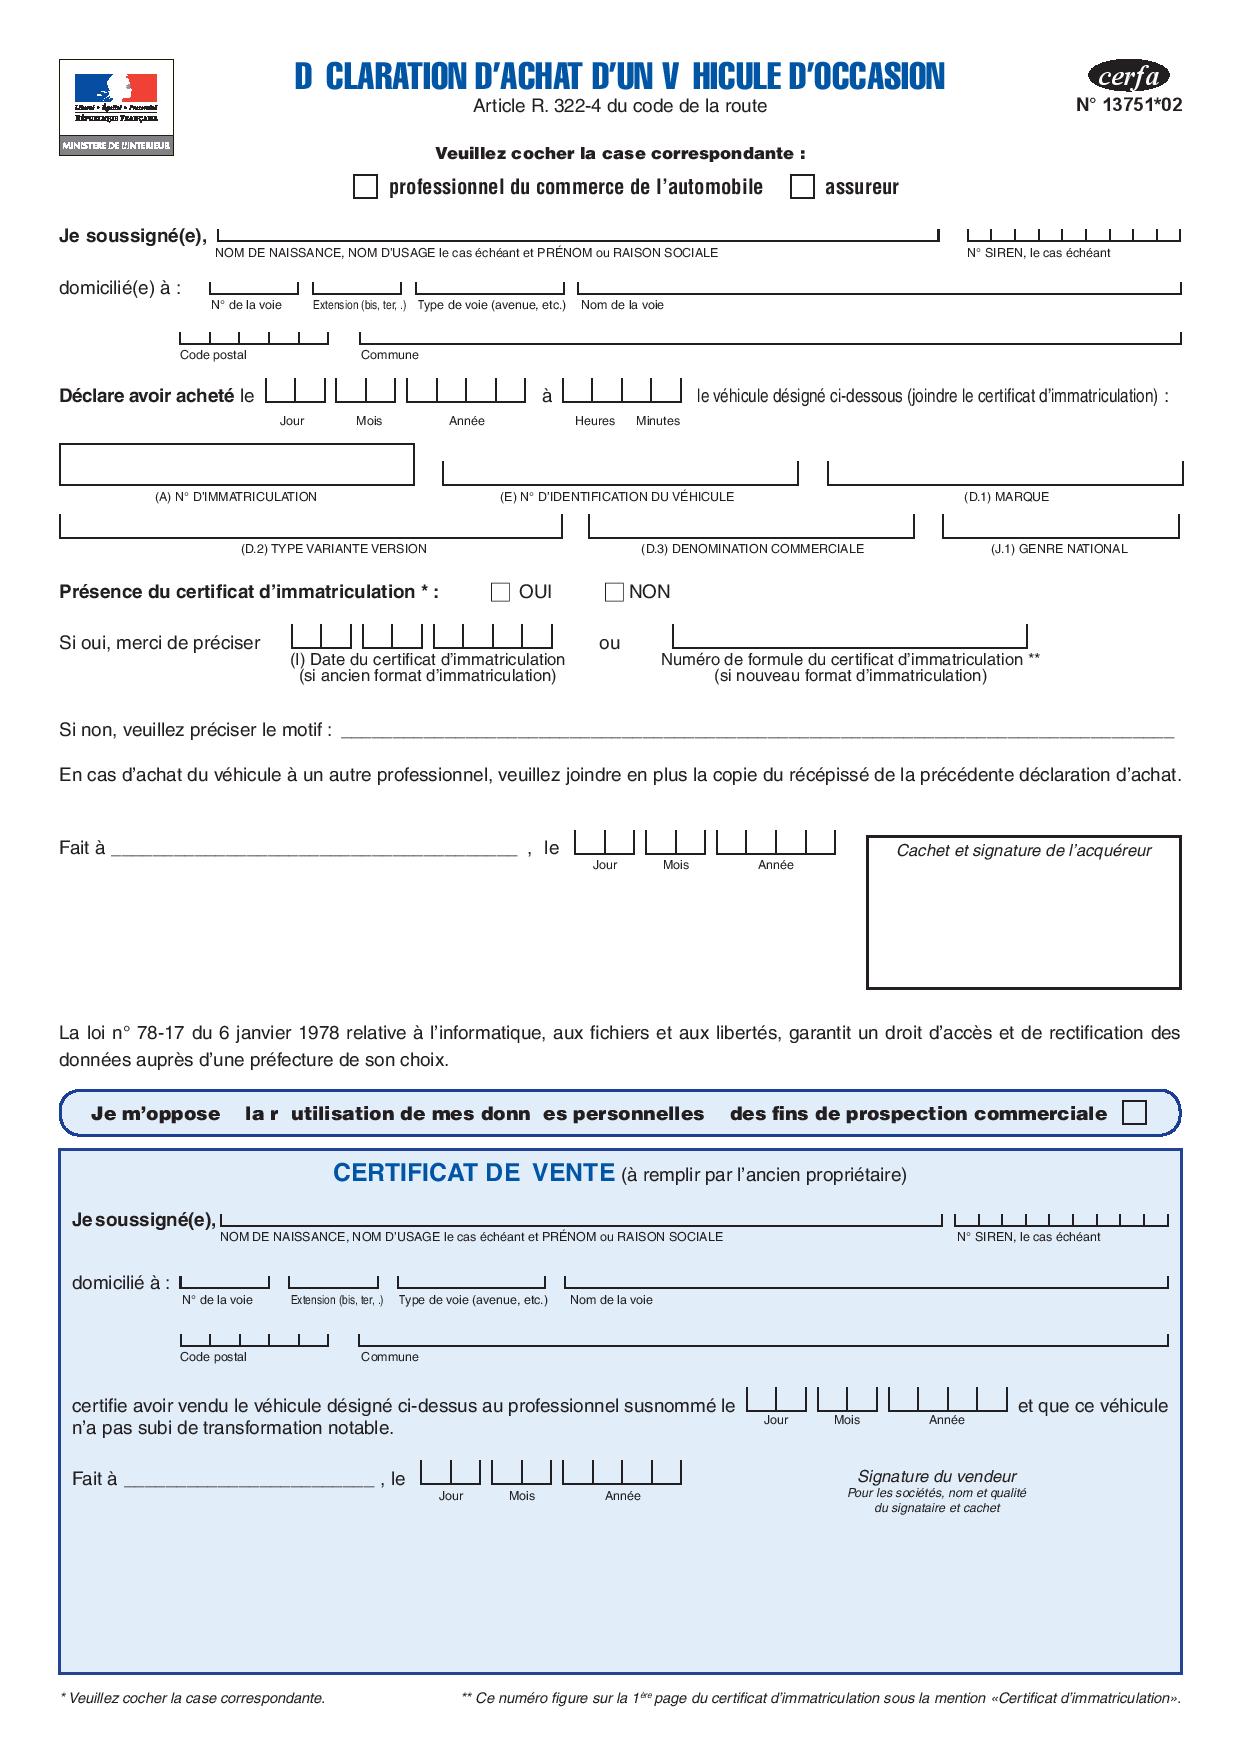 D CLARATION D’ACHAT D’UN V HICULE D’OCCASION
cerfa
Article R. 322-4 du code de la route
N° 13751*02
Liberté • Égalité • Fraternité
RÉPUBLIQUE FRANÇAISE
MINISTERE DE L'INTERIEUR
Veuillez cocher la case correspondante :
professionnel du commerce de l’automobile assureur
Je soussigné(e),
NOM DE NAISSANCE, NOM D’USAGE le cas échéant et PRÉNOM ou RAISON SOCIALE N° SIREN, le cas échéant
domicilié(e) à :
N° de la voie Extension (bis, ter, .) Type de voie (avenue, etc.) Nom de la voie
Code postal Commune
Déclare avoir acheté le à le véhicule désigné ci-dessous (joindre le certificat d’immatriculation) :
Jour Mois Année Heures Minutes
(A) N° D’IMMATRICULATION (E) N° D’IDENTIFICATION DU VÉHICULE (D.1) MARQUE
(D.2) TYPE VARIANTE VERSION (D.3) DENOMINATION COMMERCIALE (J.1) GENRE NATIONAL
Présence du certificat d’immatriculation * : OUI NON
Si oui, merci de préciser ou
(I) Date du certificat d’immatriculation Numéro de formule du certificat d’immatriculation **
(si ancien format d’immatriculation) (si nouveau format d’immatriculation)
Si non, veuillez préciser le motif :
En cas d’achat du véhicule à un autre professionnel, veuillez joindre en plus la copie du récépissé de la précédente déclaration d’achat.
Fait à , le
Jour Mois Année
Cachet et signature de l’acquéreur
La loi n° 78-17 du 6 janvier 1978 relative à l’informatique, aux fichiers et aux libertés, garantit un droit d’accès et de rectification des
données auprès d’une préfecture de son choix.
Je m’oppose la r utilisation de mes donn es personnelles des fins de prospection commerciale
CERTIFICAT DE VENTE (à remplir par l’ancien propriétaire)
Je soussigné(e),
NOM DE NAISSANCE, NOM D’USAGE le cas échéant et PRÉNOM ou RAISON SOCIALE N° SIREN, le cas échéant
domicilié à :
N° de la voie Extension (bis, ter, .) Type de voie (avenue, etc.) Nom de la voie
Code postal Commune
certifie avoir vendu le véhicule désigné ci-dessus au professionnel susnommé le et que ce véhicule
Jour Mois Année
n’a pas subi de transformation notable.
Fait à , le
Jour Mois Année
Signature du vendeur
Pour les sociétés, nom et qualité
du signataire et cachet
* Veuillez cocher la case correspondante. ** Ce numéro figure sur la 1ère page du certificat d’immatriculation sous la mention «Certificat d’immatriculation».